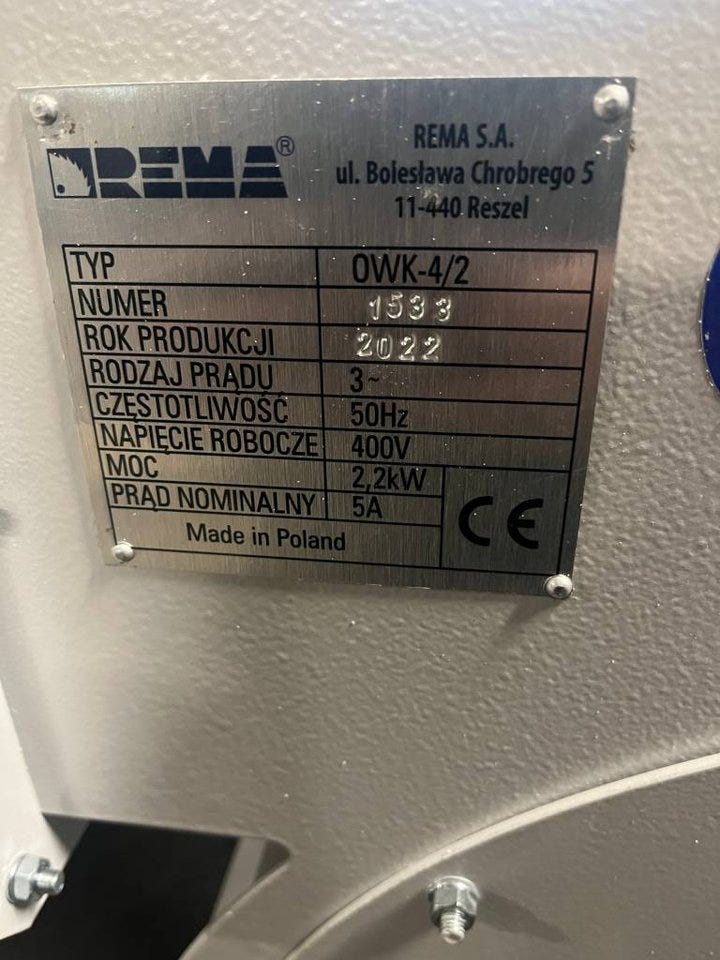 REMA®
REMA S.A.
ul. Bolesława Chrobrego 5
11-440 Reszel
TYP OWK-4/2
NUMER 1533
ROK PRODUKCJI 2022
RODZAJ PRĄDU 3~
CZĘSTOTLIWOŚĆ 50Hz
NAPIĘCIE ROBOCZE 400V
MOC 2,2kW
PRĄD NOMINALNY 5A
CE
Made in Poland